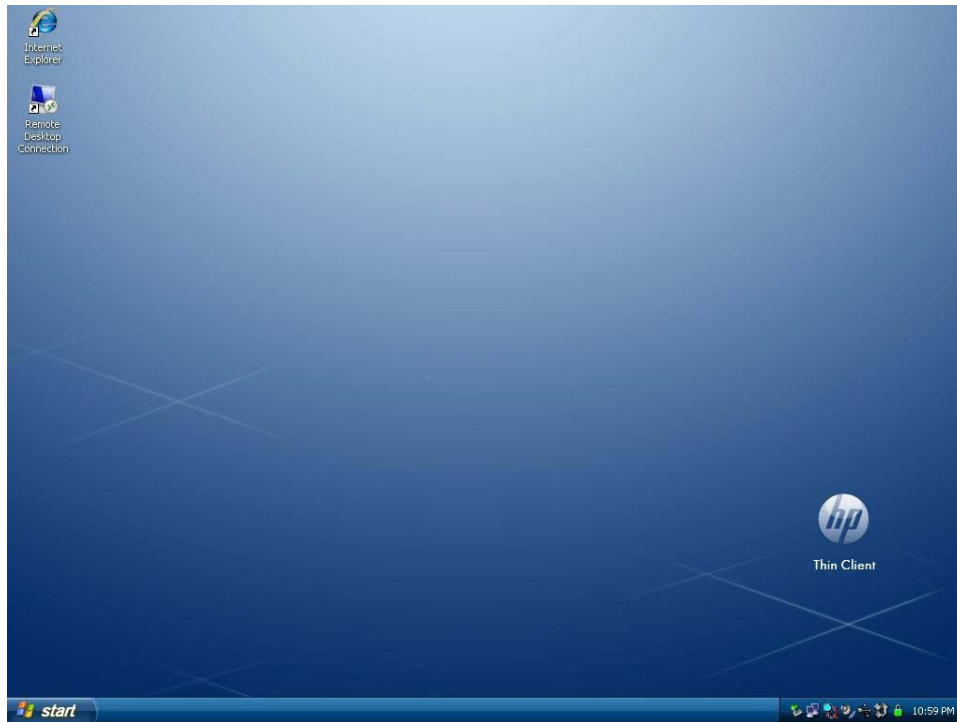 Internet
Explorer
Remote
Desktop
Connection
hp
Thin Client
start
10:59 PM